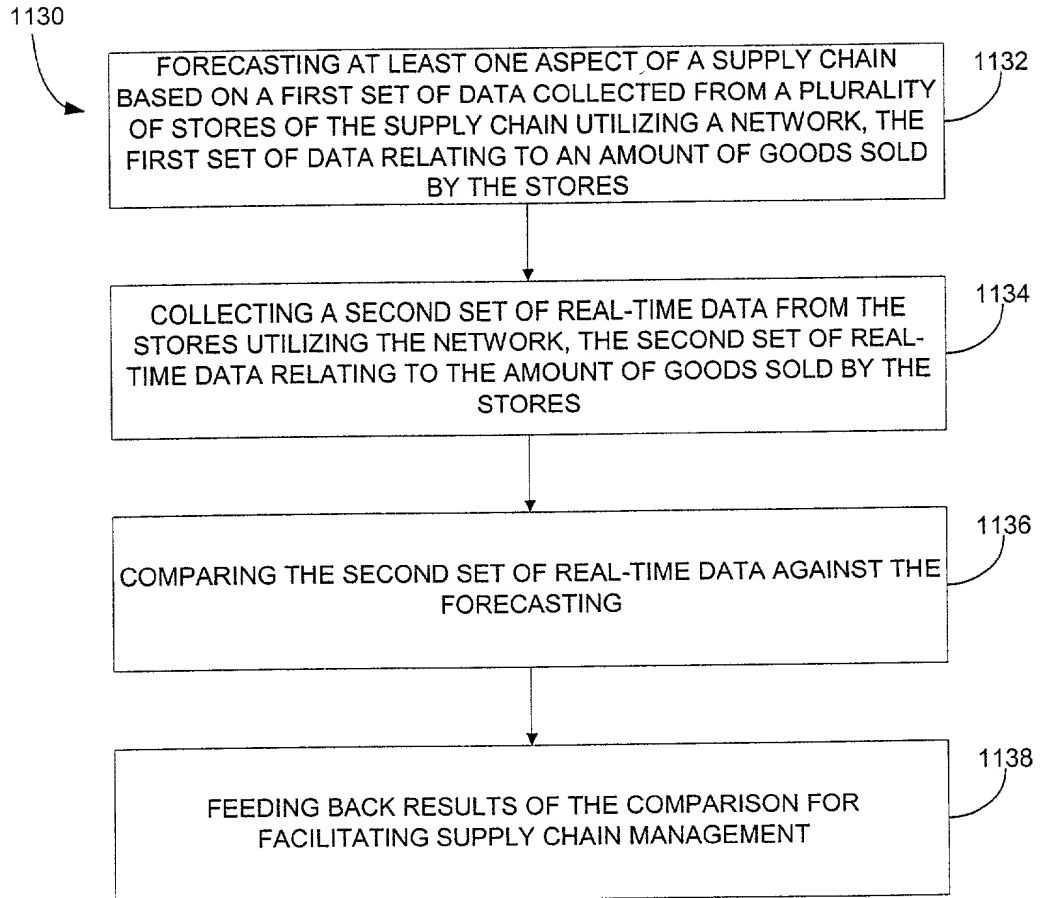 1130
FORECASTING AT LEAST ONE ASPECT OF A SUPPLY CHAIN
BASED ON A FIRST SET OF DATA COLLECTED FROM A PLURALITY
OF STORES OF THE SUPPLY CHAIN UTILIZING A NETWORK, THE
FIRST SET OF DATA RELATING TO AN AMOUNT OF GOODS SOLD
BY THE STORES
1132
COLLECTING A SECOND SET OF REAL-TIME DATA FROM THE
STORES UTILIZING THE NETWORK, THE SECOND SET OF REAL-
TIME DATA RELATING TO THE AMOUNT OF GOODS SOLD BY THE
STORES
1134
COMPARING THE SECOND SET OF REAL-TIME DATA AGAINST THE
FORECASTING
1136
FEEDING BACK RESULTS OF THE COMPARISON FOR
FACILITATING SUPPLY CHAIN MANAGEMENT
1138